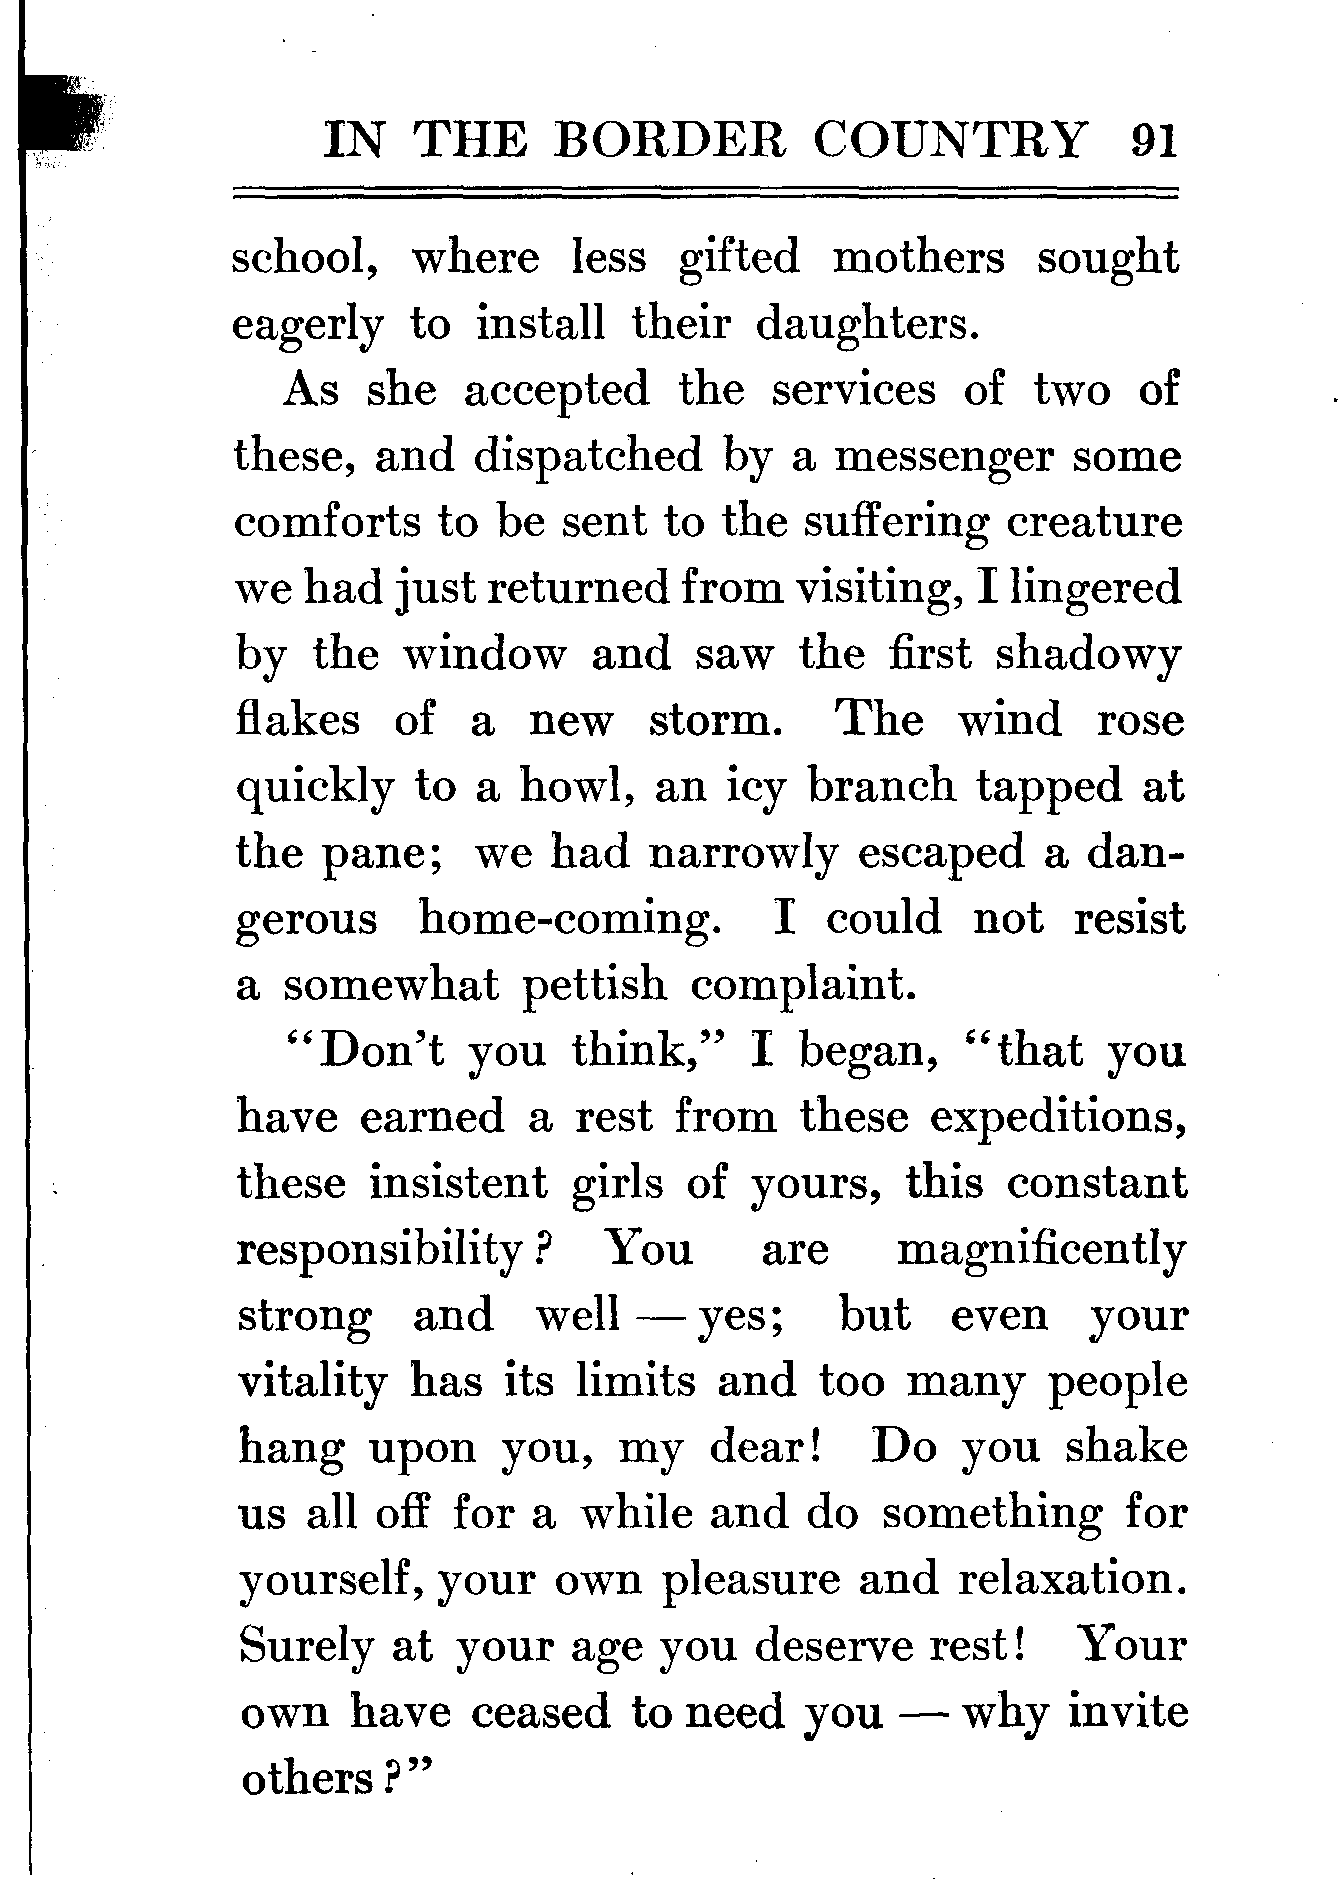 IN THE BORDER COUNTRY 91
school, where less gifted mothers sought
eagerly to install their daughters.
As she accepted the services of two of
these, and dispatched by a messenger some
comforts to be sent to the suffering creature
we had just returned from visiting, I lingered
by the window and saw the first shadowy
flakes of a new storm. The wind rose
quickly to a howl, an icy branch tapped at
the pane; we had narrowly escaped a dan-
gerous home-coming. I could not resist
a somewhat pettish complaint.
“Don’t you think,” I began, “that you
have earned a rest from these expeditions,
these insistent girls of yours, this constant
responsibility? You are magnificently
strong and well — yes; but even your
vitality has its limits and too many people
hang upon you, my dear! Do you shake
us all off for a while and do something for
yourself, your own pleasure and relaxation.
Surely at your age you deserve rest! Your
own have ceased to need you — why invite
others?”